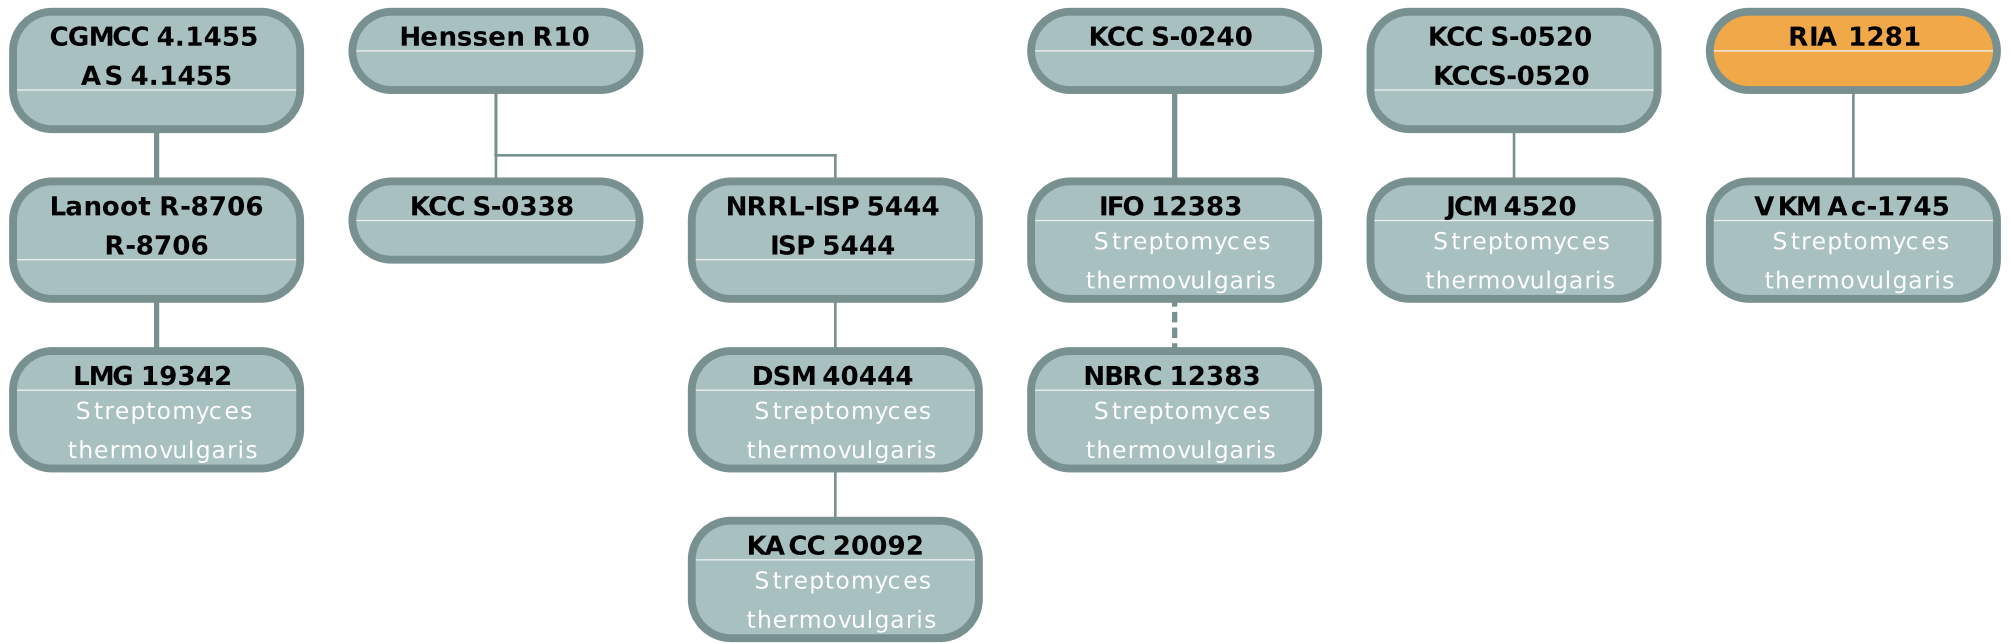 CGMCC 4.1455
AS 4.1455
Henssen R10
KCC S-0240
KCC S-0520
KCCS-0520
RIA 1281
Lanoot R-8706
R-8706
KCC S-0338
NRRL-ISP 5444
ISP 5444
IFO 12383
Streptomyces
thermovulgaris
JCM 4520
Streptomyces
thermovulgaris
VKM Ac-1745
Streptomyces
thermovulgaris
LMG 19342
Streptomyces
thermovulgaris
DSM 40444
Streptomyces
thermovulgaris
NBRC 12383
Streptomyces
thermovulgaris
KACC 20092
Streptomyces
thermovulgaris